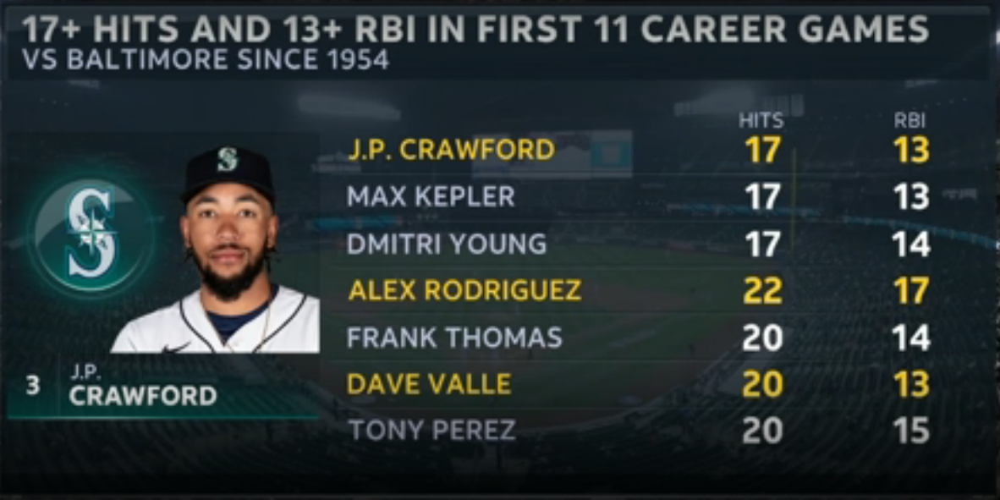 17+ HITS AND 13+ RBI IN FIRST 11 CAREER GAMES
VS BALTIMORE SINCE 1954
HITS RBI
J.P. CRAWFORD 17 13
MAX KEPLER 17 13
DMITRI YOUNG 17 14
ALEX RODRIGUEZ 22 17
FRANK THOMAS 20 14
DAVE VALLE 20 13
TONY PEREZ 20 15
S
S
3 J.P.
CRAWFORD